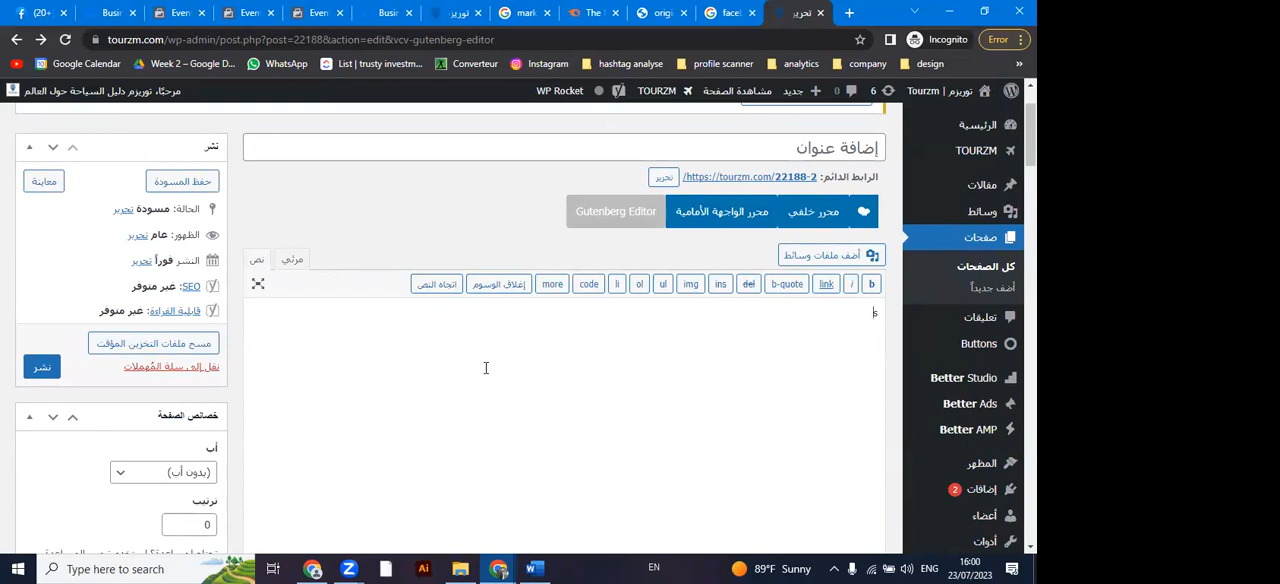 (20+
Busin
Even
Even
Even
Busin
توريز
mark
The I
origi
facel
تحرير
tourzm.com/wp-admin/post.php?post=22188&action=edit&vcv-gutenberg-editor
Incognito
Error
Google Calendar
Week 2 – Google D...
WhatsApp
List | trusty investm...
Converteur
Instagram
hashtag analyse
profile scanner
analytics
company
design
»
توريزم | Tourzm
6
0
جديد
مشاهدة الصفحة
TOURZM
WP Rocket
مرحبًا، توريزم دليل السياحة حول العالم
الرئيسية
TOURZM
مقالات
وسائط
صفحات
كل الصفحات
أضف جديداً
تعليقات
Buttons
Better Studio
Better Ads
Better AMP
المظهر
إضافات 2
أعضاء
أدوات
إضافة عنوان
الرابط الدائم: https://tourzm.com/22188-2/ تحرير
محرر خلفي
محرر الواجهة الأمامية
Gutenberg Editor
أضف ملفات وسائط
مرئي
نص
b
i
link
b-quote
del
ins
img
ul
ol
li
code
more
إغلاق الوسوم
اتجاه النص
s
نشر
حفظ المسودة
معاينة
الحالة: مسودة تحرير
الظهور: عام تحرير
النشر فوراً تحرير
SEO: غير متوفر
قابلية القراءة: غير متوفر
مسح ملفات التخزين المؤقت
نقل إلى سلة المهملات
نشر
خصائص الصفحة
أب
(بدون أب)
ترتيب
0
Type here to search
EN
89°F Sunny
ENG
16:00
23/07/2023